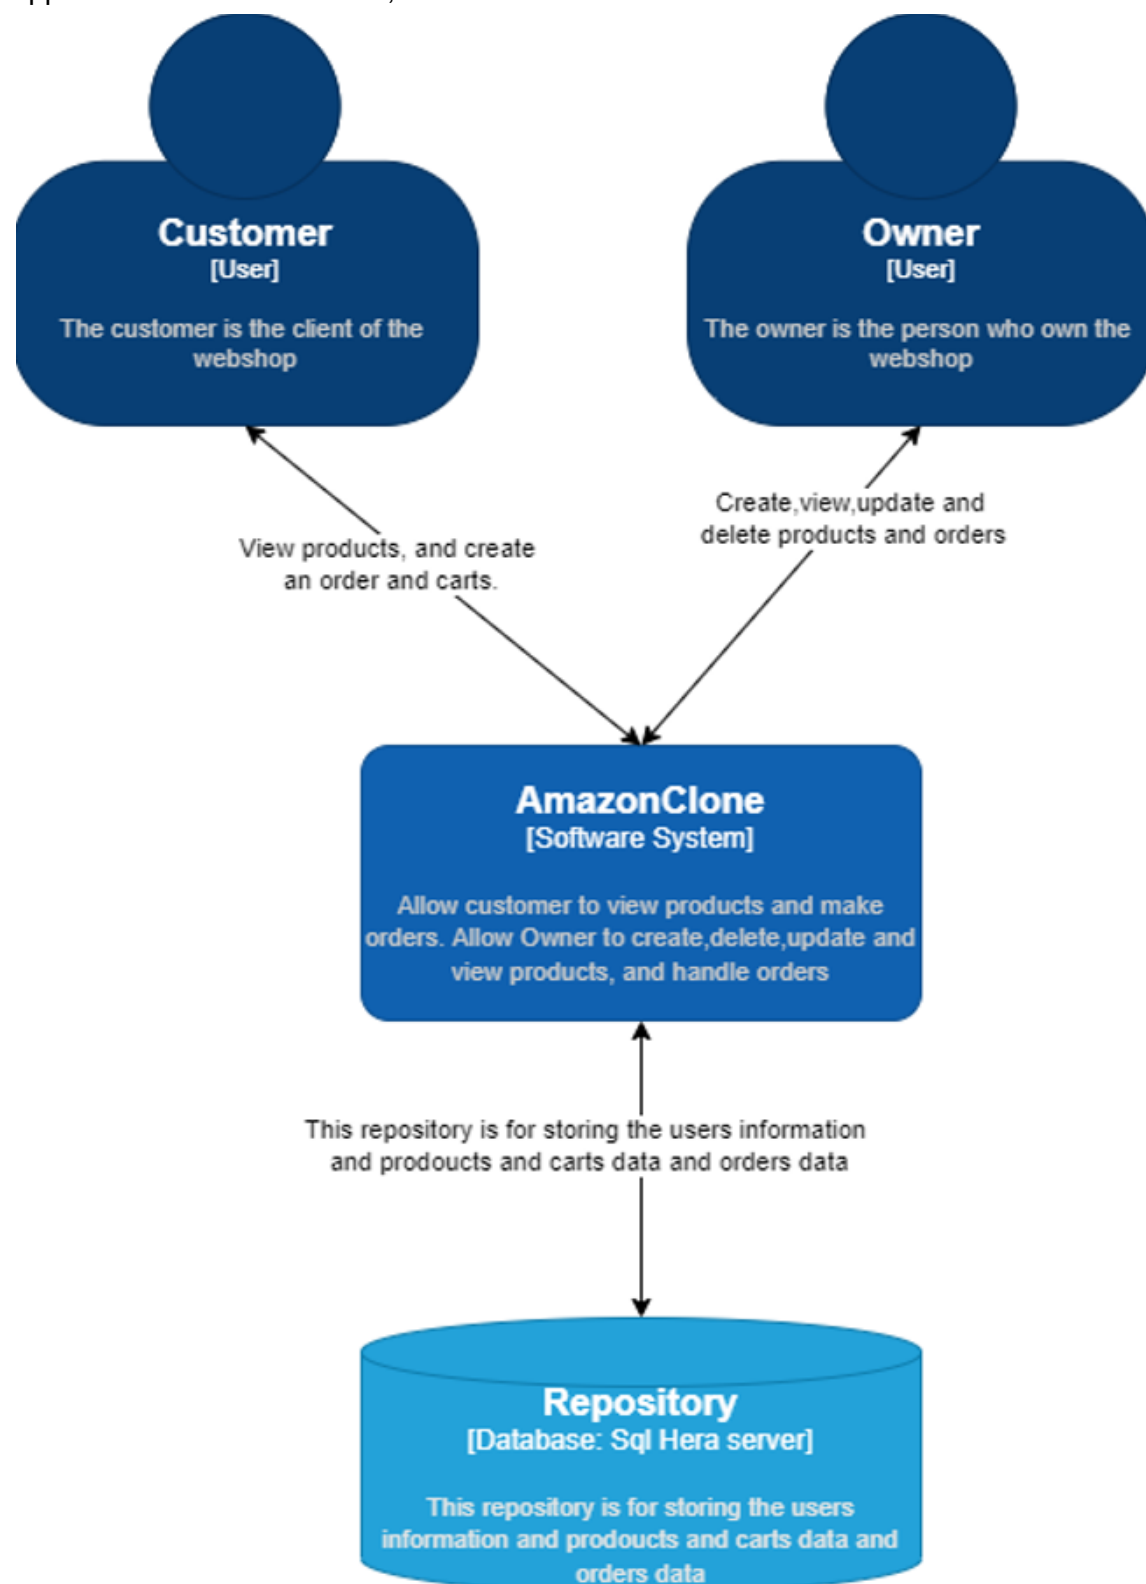 Customer
[User]
The customer is the client of the
webshop
Owner
[User]
The owner is the person who own the
webshop
View products, and create
an order and carts.
Create,view,update and
delete products and orders
AmazonClone
[Software System]
Allow customer to view products and make
orders. Allow Owner to create,delete,update and
view products, and handle orders
This repository is for storing the users information
and prodoucts and carts data and orders data
Repository
[Database: Sql Hera server]
This repository is for storing the users
information and prodoucts and carts data and
orders data